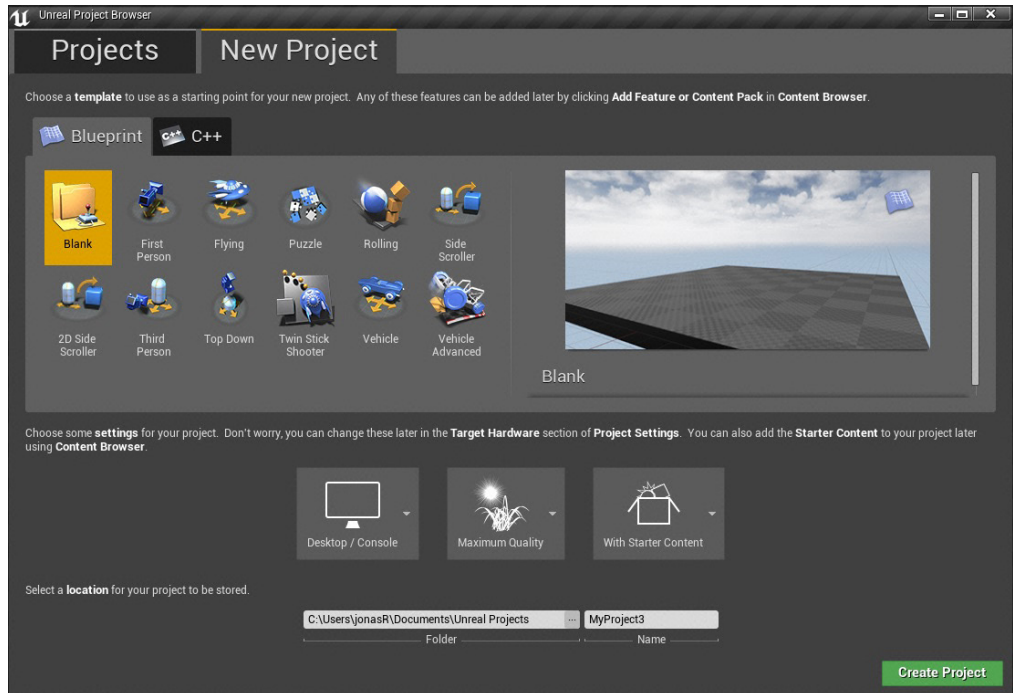 Unreal Project Browser
Projects
New Project
Choose a template to use as a starting point for your new project. Any of these features can be added later by clicking Add Feature or Content Pack in Content Browser.
Blueprint
C++
C++
Blank
First
Person
Flying
Puzzle
Rolling
Side
Scroller
2D Side
Scroller
Third
Person
Top Down
Twin Stick
Shooter
Vehicle
Vehicle
Advanced
Blank
Choose some settings for your project. Don't worry, you can change these later in the Target Hardware section of Project Settings. You can also add the Starter Content to your project later
using Content Browser.
Desktop / Console
Maximum Quality
With Starter Content
Select a location for your project to be stored.
C:\Users\jonasR\Documents\Unreal Projects
...
MyProject3
Folder
Name
Create Project